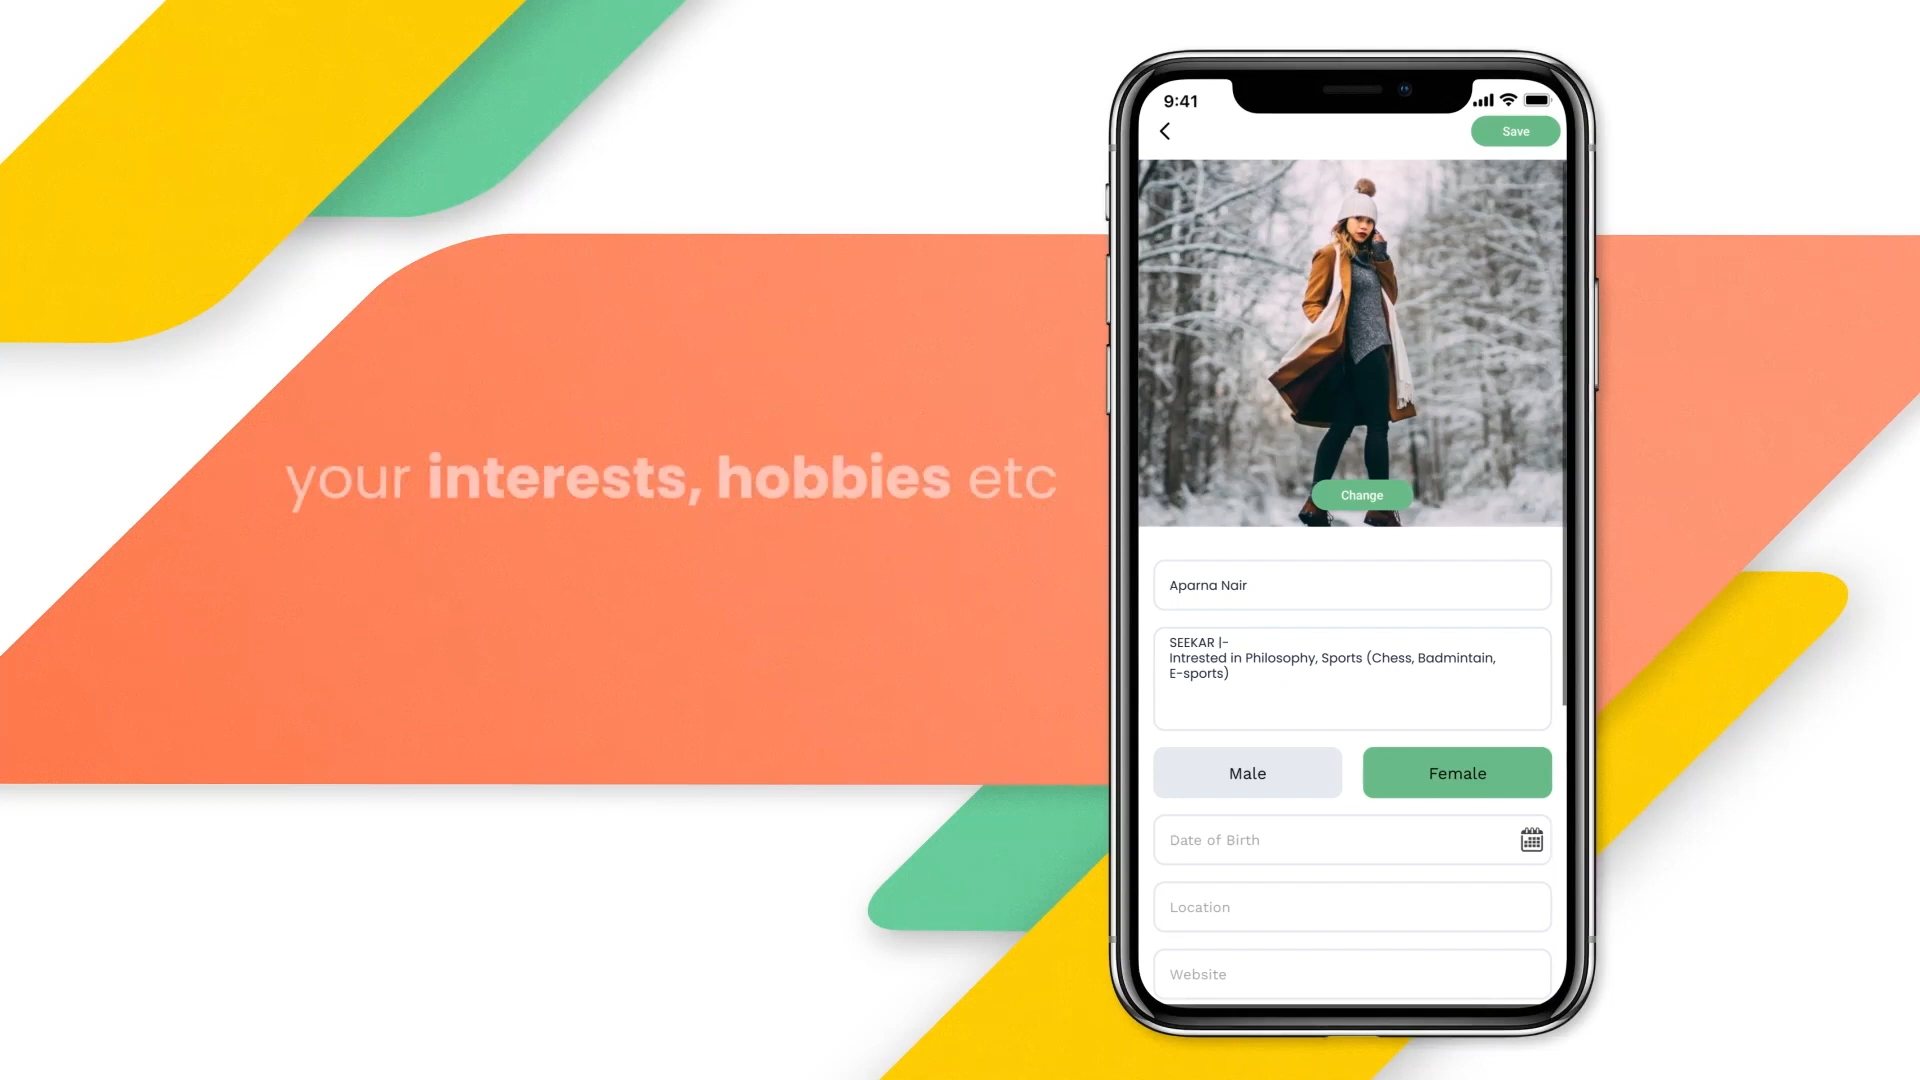 your interests, hobbies etc
9:41
Save
Change
Aparna Nair
SEEKAR |-
Intrested in Philosophy, Sports (Chess, Badmintain,
E-sports)
Male
Female
Date of Birth
Location
Website